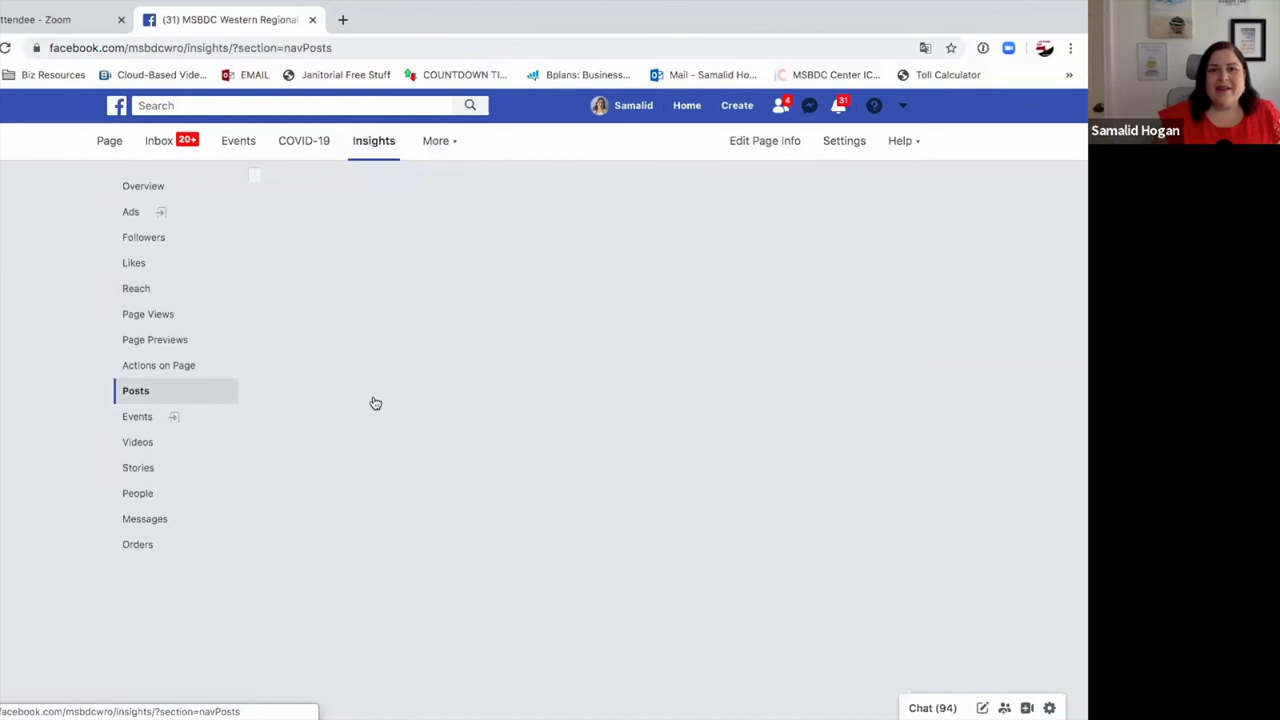 ttendee - Zoom
(31) MSBDC Western Regional
facebook.com/msbdcwro/insights/?section=navPosts
Biz Resources Cloud-Based Vide... EMAIL Janitorial Free Stuff COUNTDOWN TI... Bplans: Business... Mail - Samalid Ho... MSBDC Center IC... Toll Calculator »
Search Samalid Home Create 4 31
Page Inbox 20+ Events COVID-19 Insights More Edit Page Info Settings Help
Overview
Ads
Followers
Likes
Reach
Page Views
Page Previews
Actions on Page
Posts
Events
Videos
Stories
People
Messages
Orders
facebook.com/msbdcwro/insights/?section=navPosts
Chat (94)
Samalid Hogan